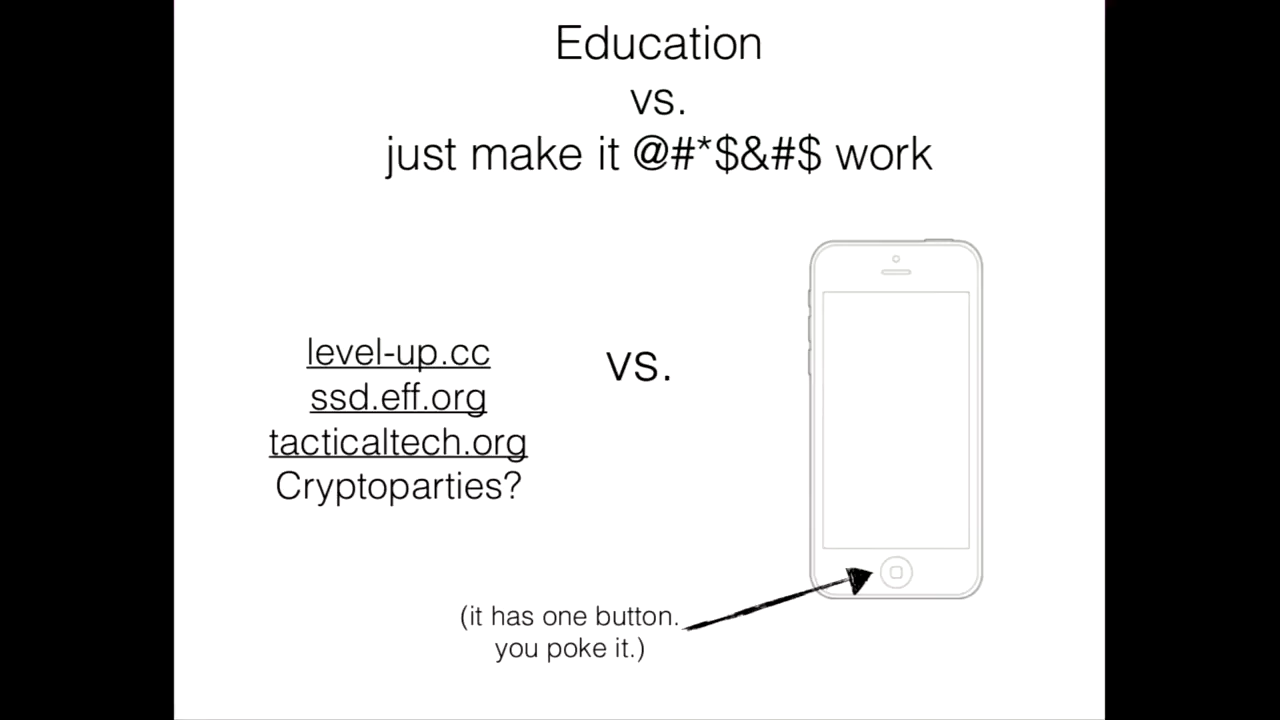 Education
vs.
just make it @#*$&#$ work
level-up.cc
ssd.eff.org
tacticaltech.org
Cryptoparties?
vs.
(it has one button.
you poke it.)